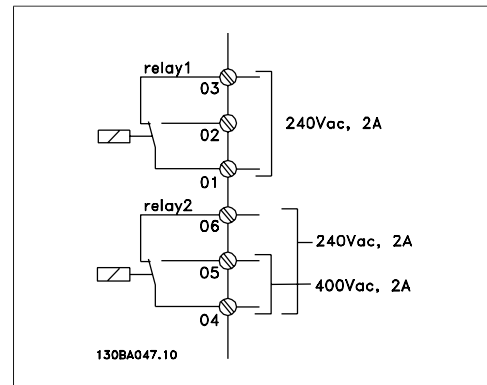 relay1
03
02
240Vac, 2A
01
relay2
06
240Vac, 2A
05
400Vac, 2A
04
130BA047.10